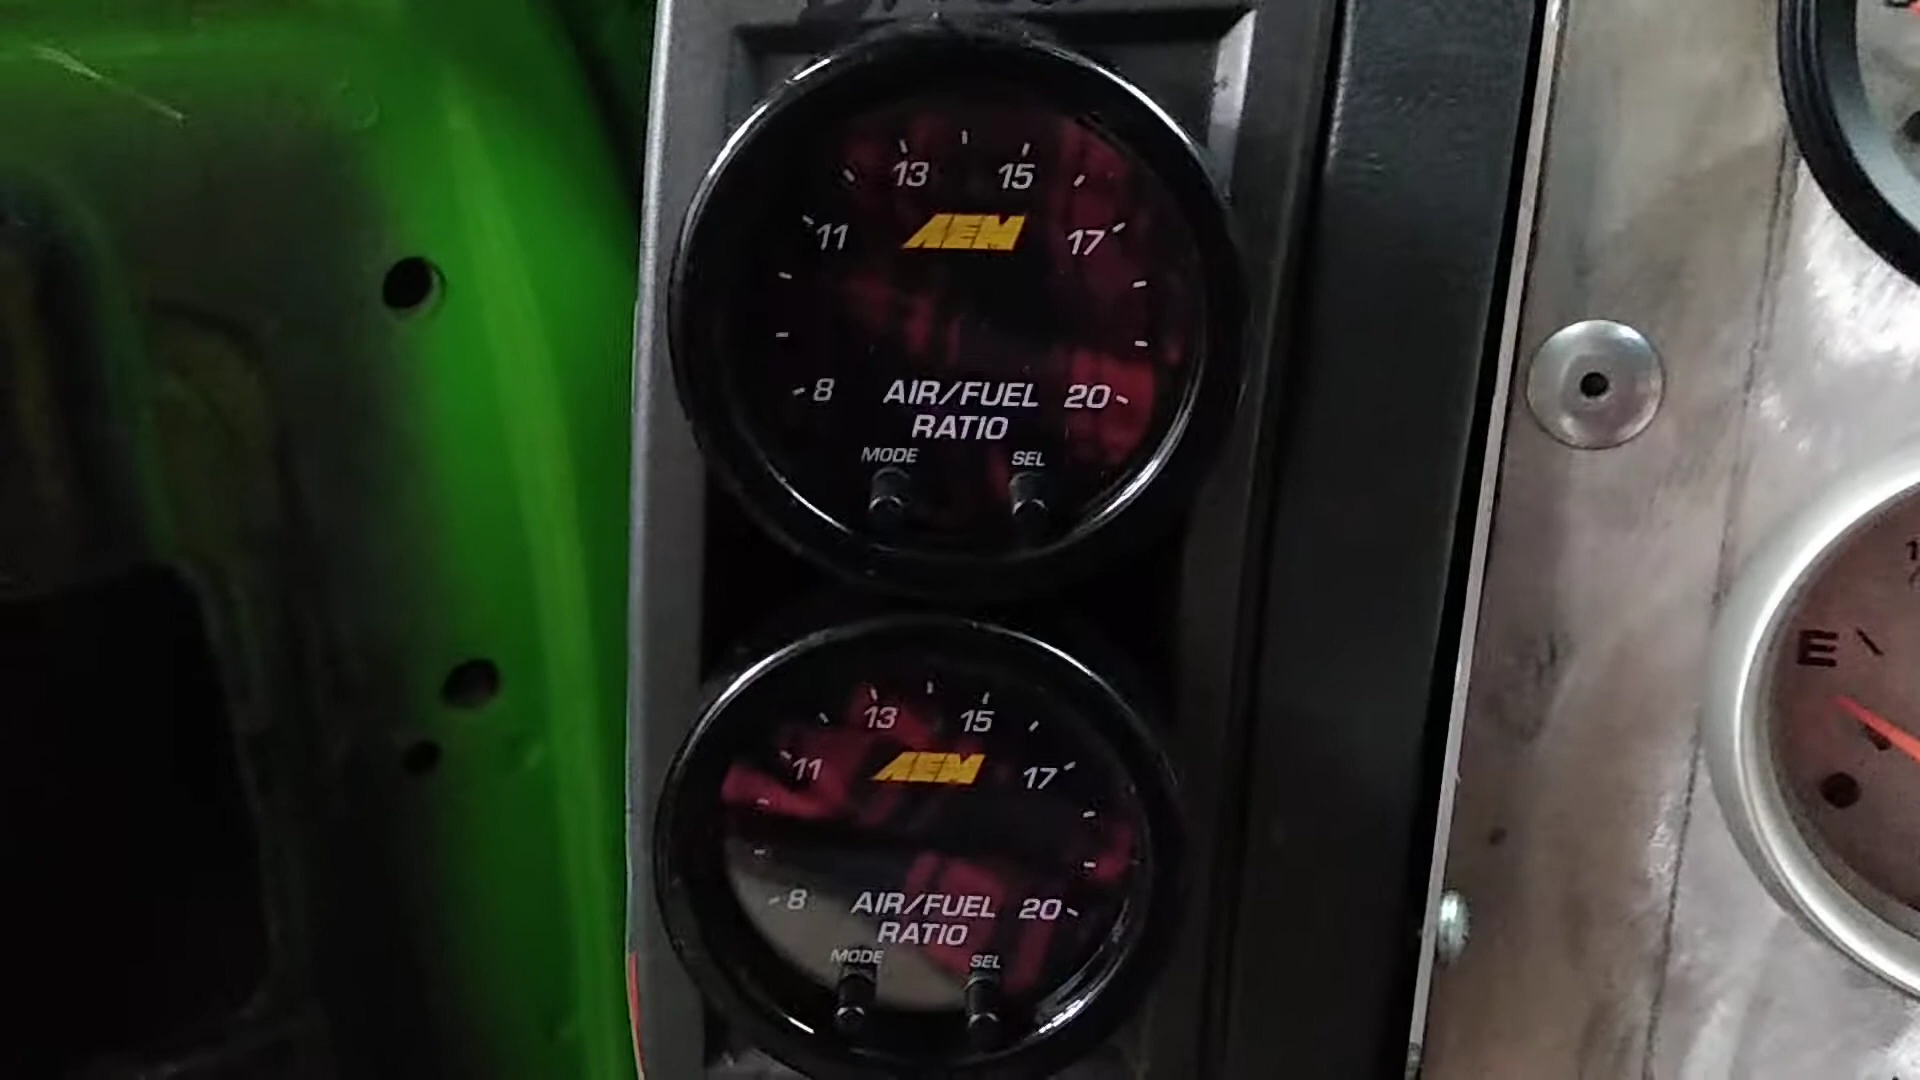 13 15
11 AEM 17
8 AIR/FUEL 20
RATIO
MODE SEL
13 15
11 AEM 17
8 AIR/FUEL 20
RATIO
MODE SEL
E